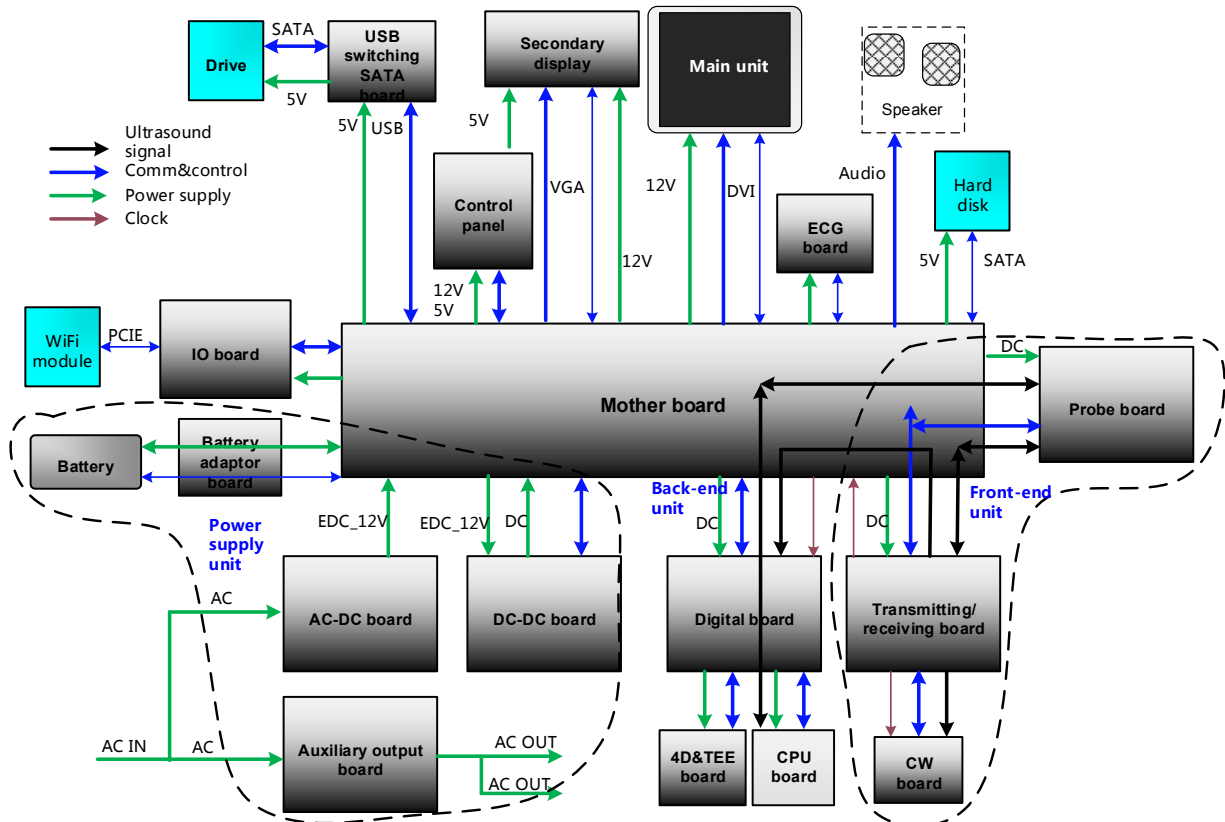 SATA
Drive
5V
USB
switching
SATA
board
5V
USB
Secondary
display
5V
VGA
12V
Main unit
12V
DVI
Speaker
Audio
Ultrasound
signal
Comm&control
Power supply
Clock
Control
panel
12V
5V
ECG
board
Hard
disk
5V
SATA
WiFi
module
PCIE
IO board
Mother board
DC
Probe board
Battery
Battery
adaptor
board
Power
supply
unit
EDC_12V
EDC_12V
DC
Back-end
unit
DC
DC
Front-end
unit
AC
AC-DC board
DC-DC board
Digital board
Transmitting/
receiving board
AC IN
AC
Auxiliary output
board
AC OUT
AC OUT
4D&TEE
board
CPU
board
CW
board